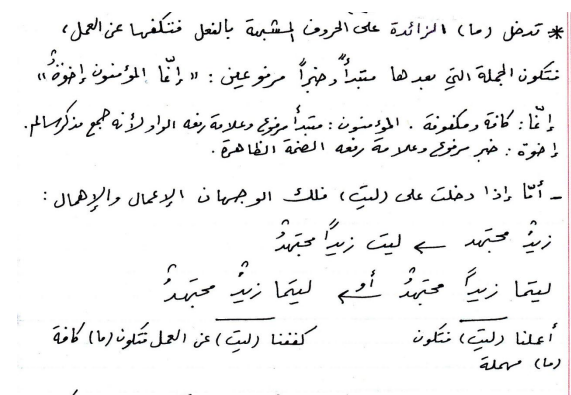 * تدخل (ما) الزائدة على الحروف المشبهة بالفعل فتكفها عن العمل،
فتكون الجملة التي بعدها مبتدأً وخبراً مرفوعين : « إنّما المؤمنون إخوةٌ »
إنّما : كافة ومكفوفة . المؤمنون : مبتدأ مرفوع وعلامة رفعه الواو لأنه جمع مذكر سالم.
إخوة : خبر مرفوع وعلامة رفعه الضمة الظاهرة .
- أمّا إذا دخلت على (ليت) فلك الوجهان الإعمال والإهمال :
زيدٌ مجتهد ← ليت زيداً مجتهدٌ
ليتما زيداً مجتهدٌ أو ← ليتما زيدٌ مجتهدٌ
أعملنا (ليت) فتكون كففنا (ليت) عن العمل فتكون (ما) كافة
(ما) مهملة